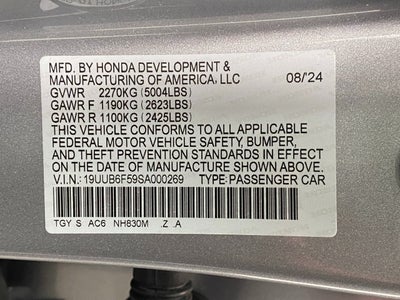 MFD. BY HONDA DEVELOPMENT &
MANUFACTURING OF AMERICA, LLC 08/24
GVWR 2270KG (5004LBS)
GAWR F 1190KG (2623LBS)
GAWR R 1100KG (2425LBS)
THIS VEHICLE CONFORMS TO ALL APPLICABLE
FEDERAL MOTOR VEHICLE SAFETY, BUMPER,
AND THEFT PREVENTION STANDARDS IN EFFECT
ON THE DATE OF MANUFACTURE SHOWN ABOVE.
V.I.N. 19UUB6F59SA000269 TYPE:PASSENGER CAR
TGY S AC6 NH830M .Z .A